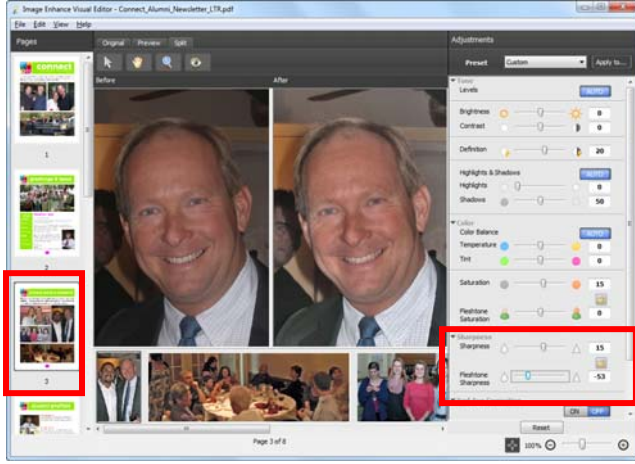 Image Enhance Visual Editor - Connect_Alumni_Newsletter_LTR.pdf
File Edit View Help
Pages
Original Preview Split
Adjustments
Preset Custom Apply to...
Before After
connect
1
2
3
Tone
Levels AUTO
Brightness 0
Contrast 0
Definition 20
Highlights & Shadows AUTO
Highlights 0
Shadows 50
Color
Color Balance AUTO
Temperature 0
Tint 0
Saturation 15
Fleshtone
Saturation 0
Sharpness
Sharpness 15
Fleshtone
Sharpness -53
ON OFF
Reset
Page 3 of 8
100%